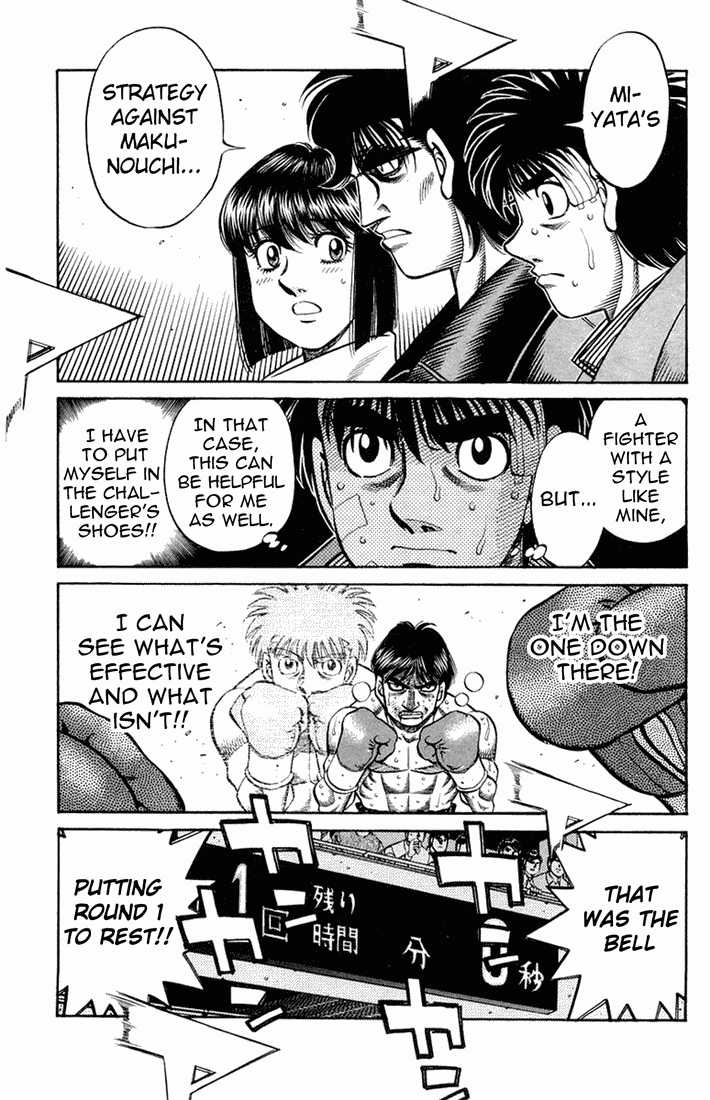 MI-
YATA'S
STRATEGY
AGAINST
MAKU-
NOUCHI...
A
FIGHTER
WITH A
STYLE
LIKE
MINE,
BUT...
IN THAT
CASE,
THIS CAN
BE HELPFUL
FOR ME
AS WELL.
I HAVE
TO PUT
MYSELF IN
THE CHAL-
LENGER'S
SHOES!!
I'M THE
ONE DOWN
THERE!
I CAN
SEE WHAT'S
EFFECTIVE
AND WHAT
ISN'T!!
THAT
WAS THE
BELL
1回
残り
時間
分
0秒
PUTTING
ROUND 1
TO REST!!